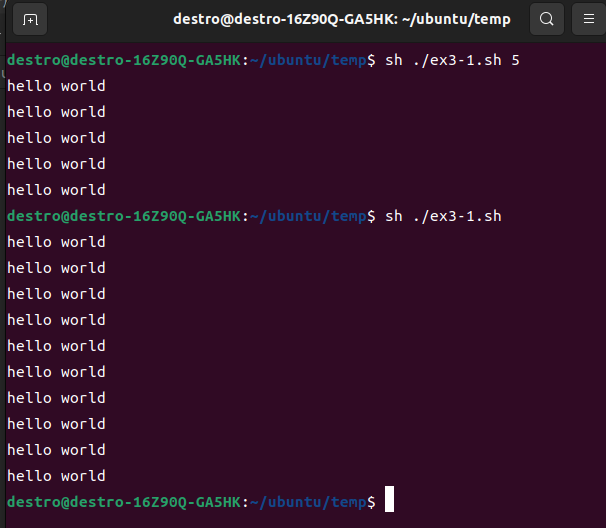 destro@destro-16Z90Q-GA5HK: ~/ubuntu/temp
destro@destro-16Z90Q-GA5HK:~/ubuntu/temp$ sh ./ex3-1.sh 5
hello world
hello world
hello world
hello world
hello world
destro@destro-16Z90Q-GA5HK:~/ubuntu/temp$ sh ./ex3-1.sh
hello world
hello world
hello world
hello world
hello world
hello world
hello world
hello world
hello world
hello world
destro@destro-16Z90Q-GA5HK:~/ubuntu/temp$